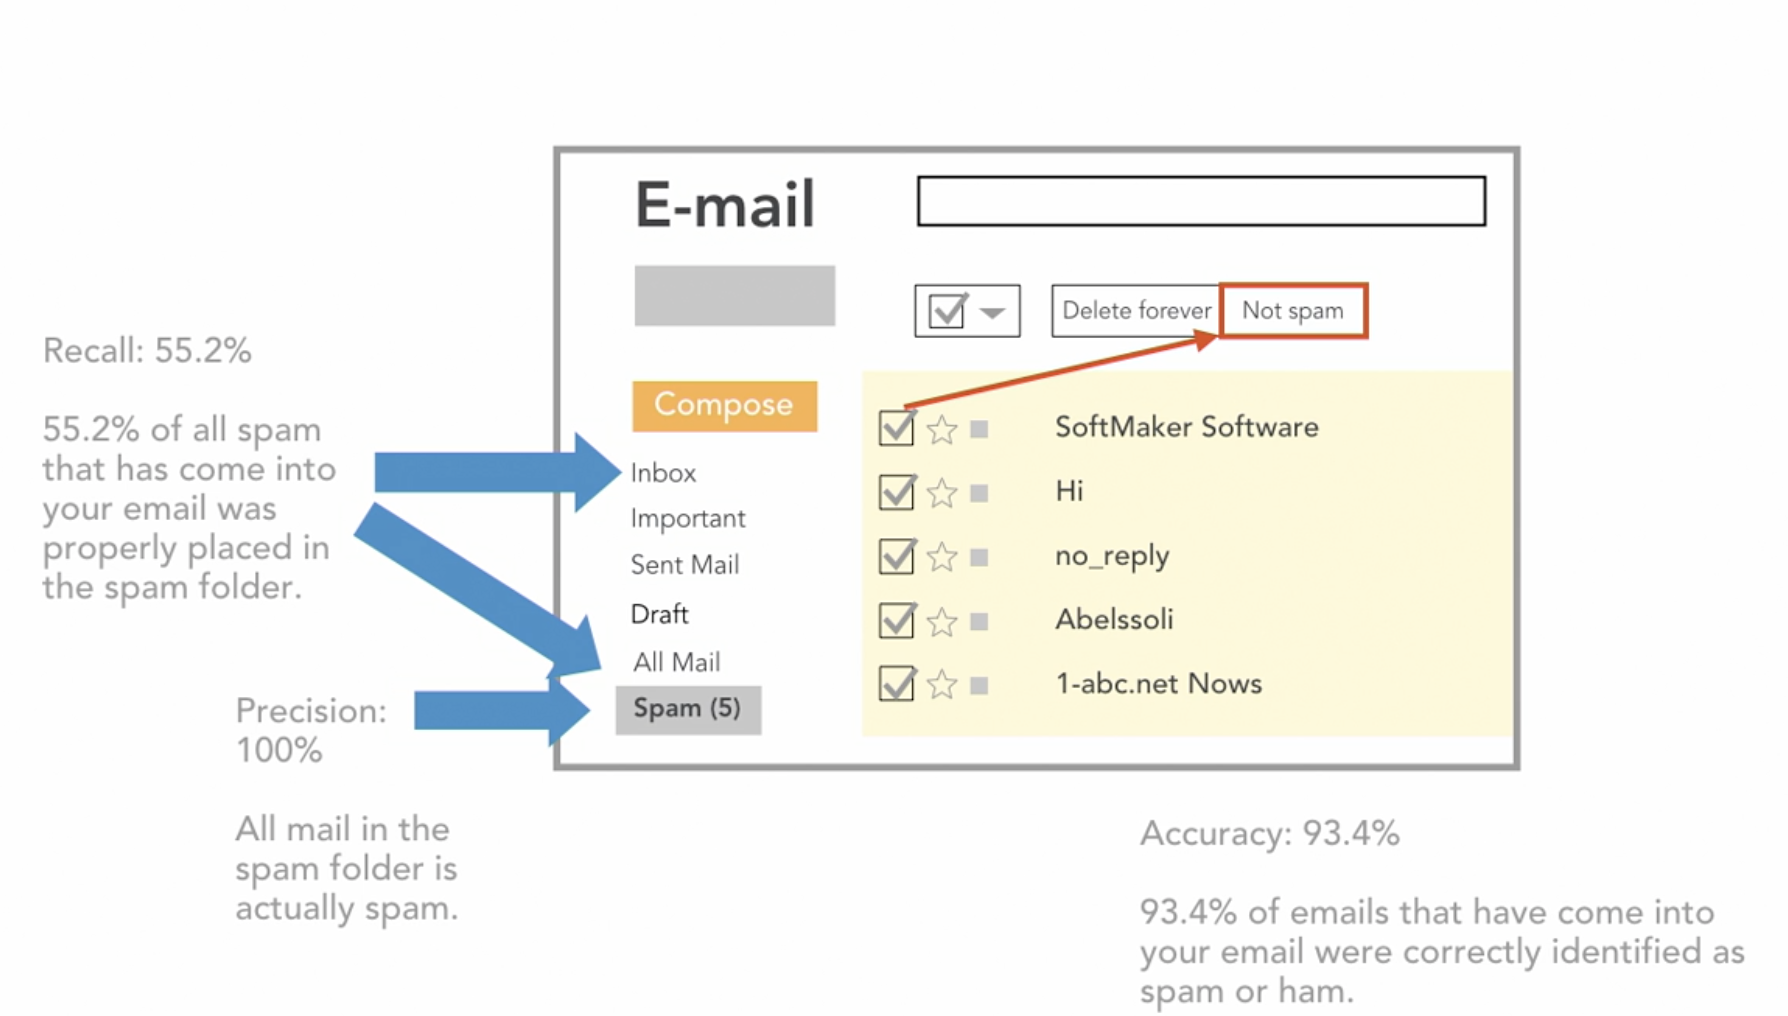 E-mail
Delete forever
Not spam
Recall: 55.2%
55.2% of all spam
that has come into
your email was
properly placed in
the spam folder.
Compose
Inbox
Important
Sent Mail
Draft
All Mail
Spam (5)
SoftMaker Software
Hi
no_reply
Abelssoli
1-abc.net Nows
Precision:
100%
All mail in the
spam folder is
actually spam.
Accuracy: 93.4%
93.4% of emails that have come into
your email were correctly identified as
spam or ham.